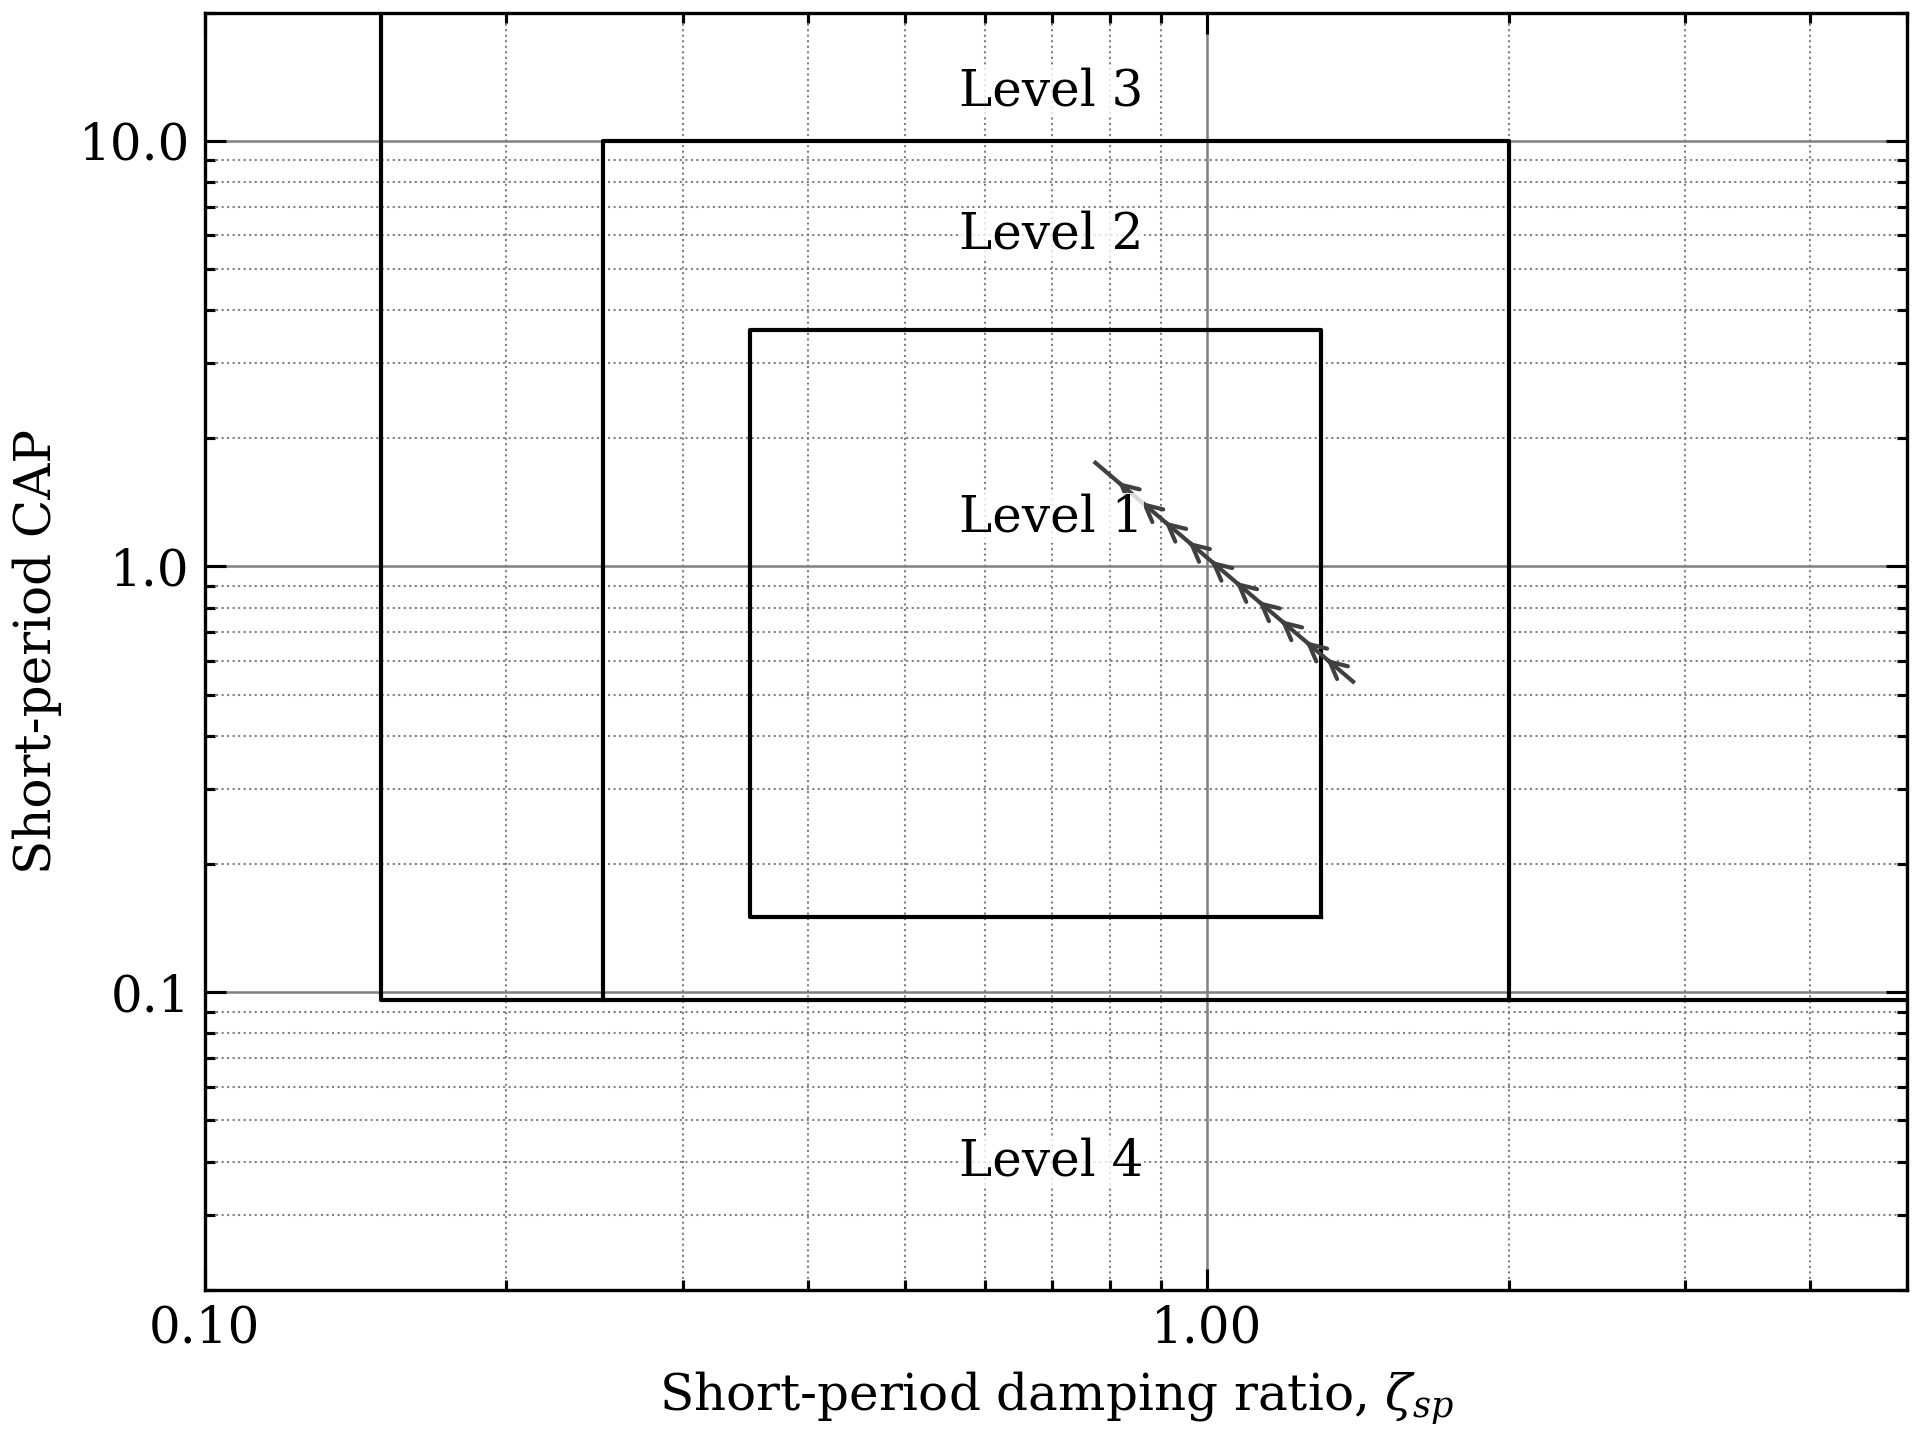 Level 3
10.0
Level 2
Level 1
1.0
0.1
Level 4
0.10
1.00
Short-period CAP
Short-period damping ratio, ζsp